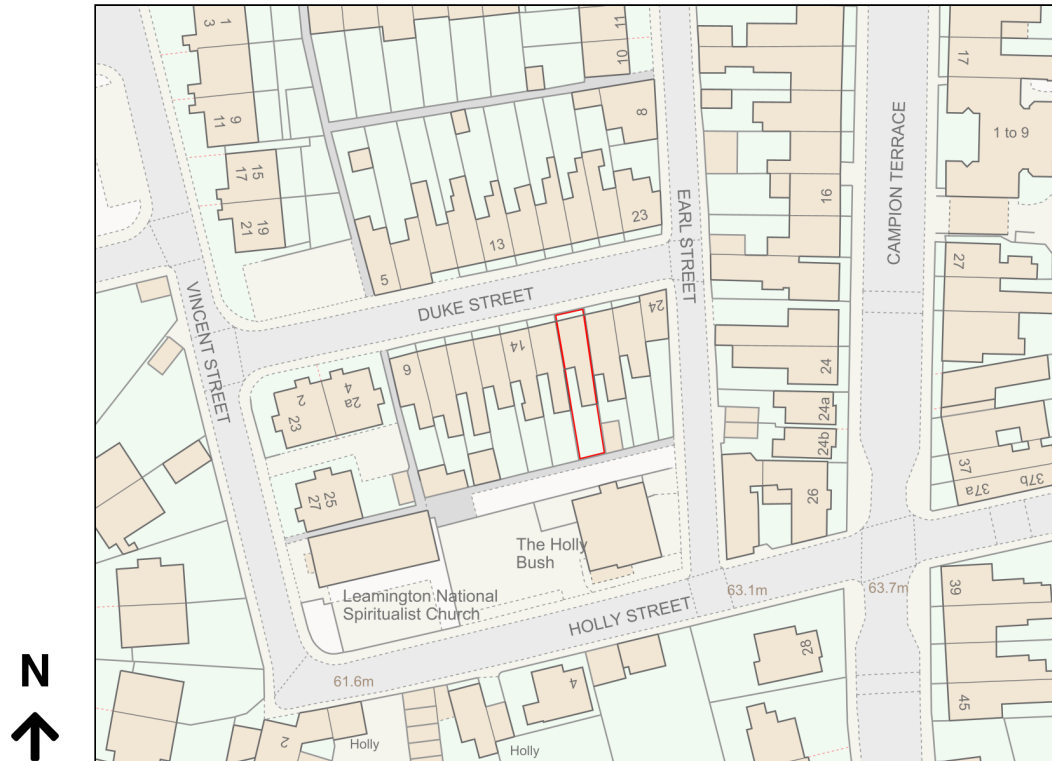 1
3
11
10
17
9
11
8
1 to 9
15
17
19
21
16
CAMPION TERRACE
EARL STREET
23
13
5
27
VINCENT STREET
DUKE STREET
24
14
6
24
2
2a
4
23
24a
24b
25
27
37
37a
37b
26
The Holly
Bush
Leamington National
Spiritualist Church
HOLLY STREET
63.1m
63.7m
39
28
N
61.6m
4
45
2
Holly
Holly